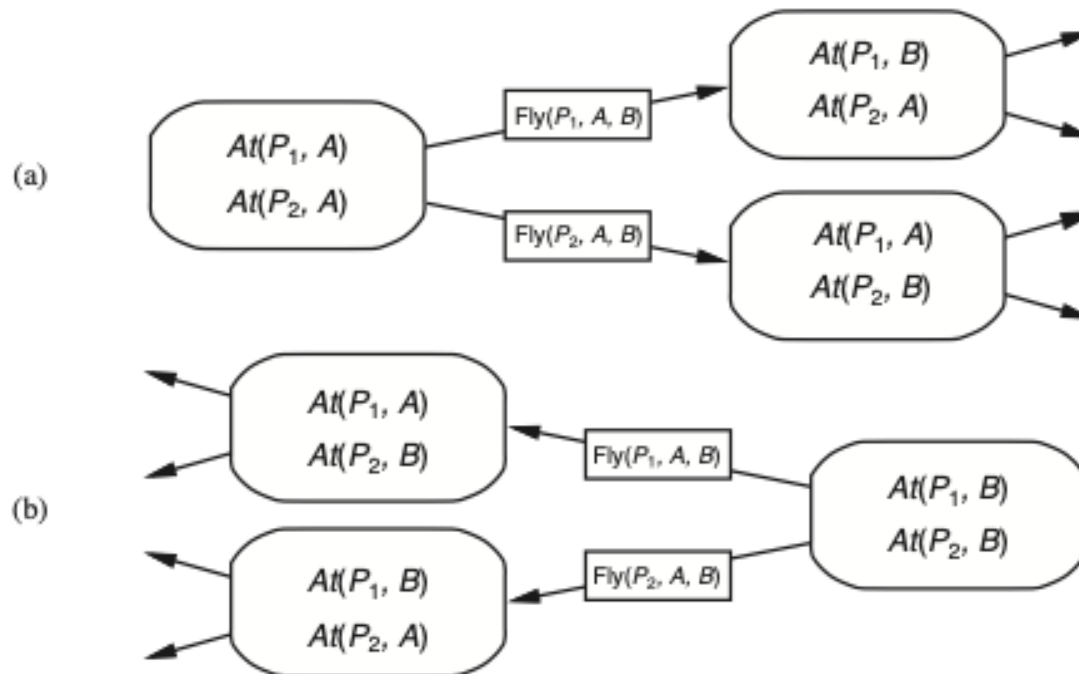 (a)
At(P₁, A)
At(P₂, A)
Fly(P₁, A, B)
Fly(P₂, A, B)
At(P₁, B)
At(P₂, A)
At(P₁, A)
At(P₂, B)
(b)
At(P₁, A)
At(P₂, B)
At(P₁, B)
At(P₂, A)
Fly(P₁, A, B)
Fly(P₂, A, B)
At(P₁, B)
At(P₂, B)